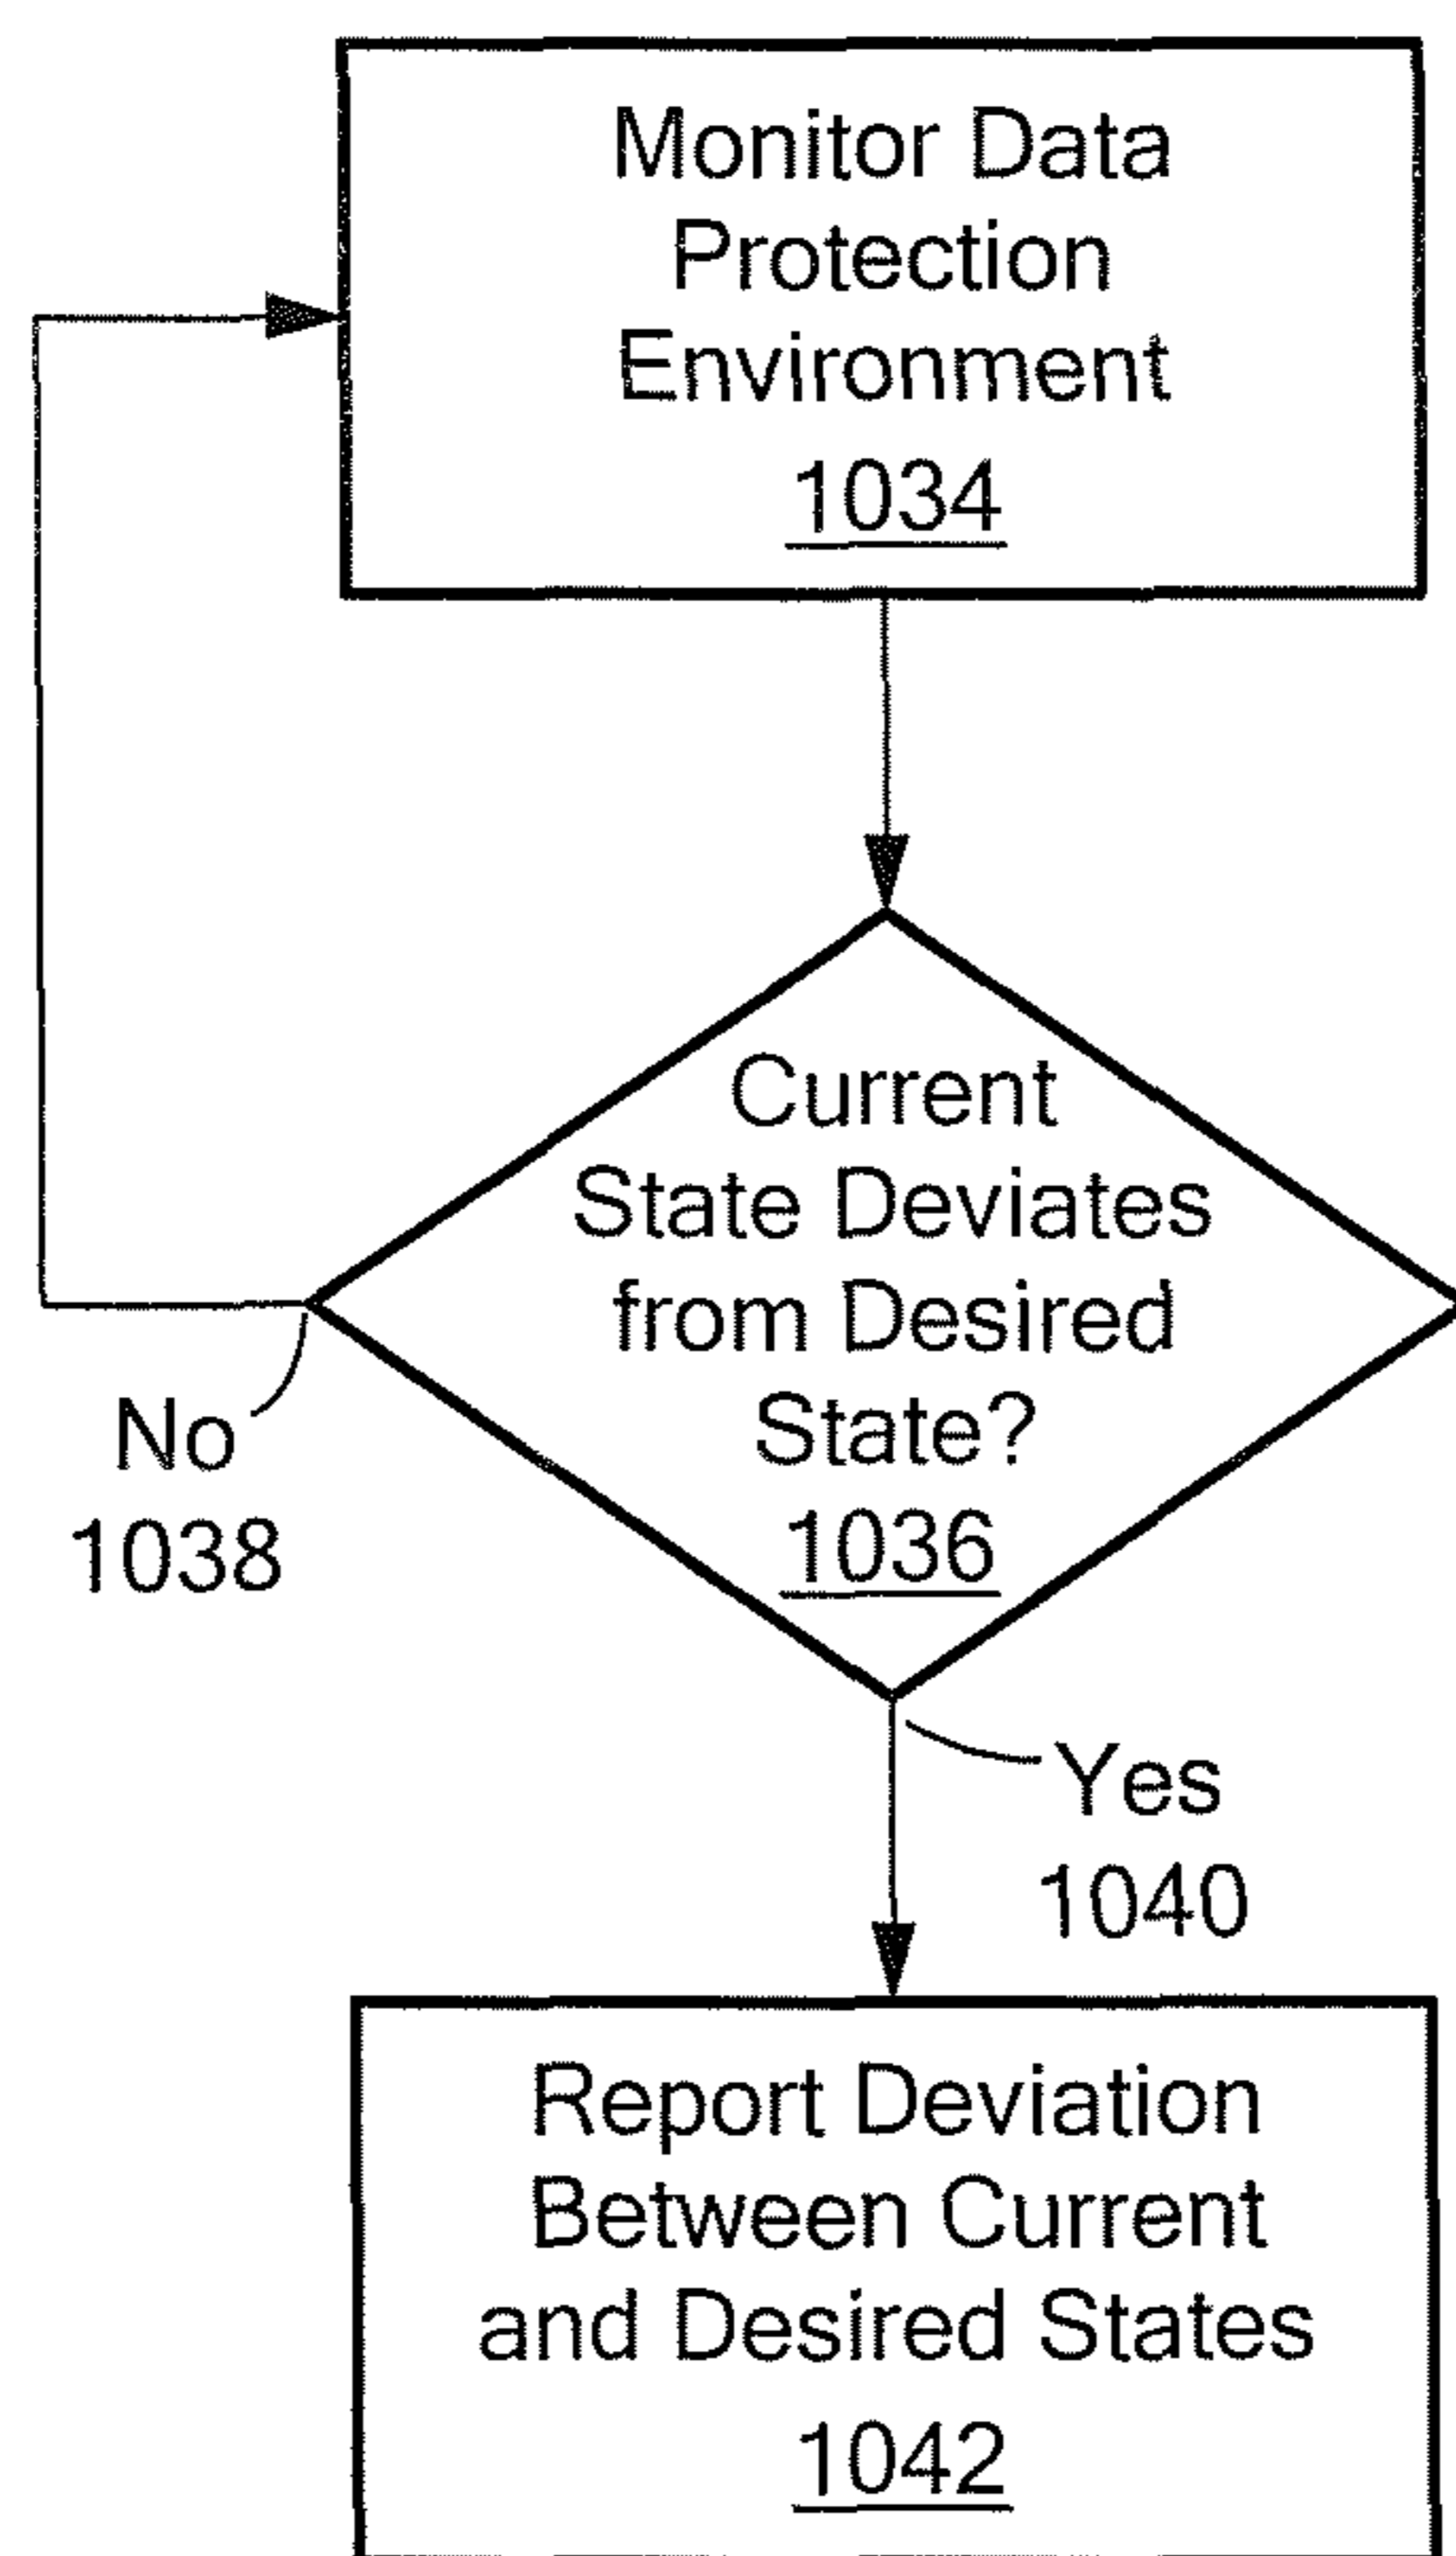 Monitor Data
Protection
Environment
1034
Current
State Deviates
from Desired
State?
1036
No
1038
Yes
1040
Report Deviation
Between Current
and Desired States
1042